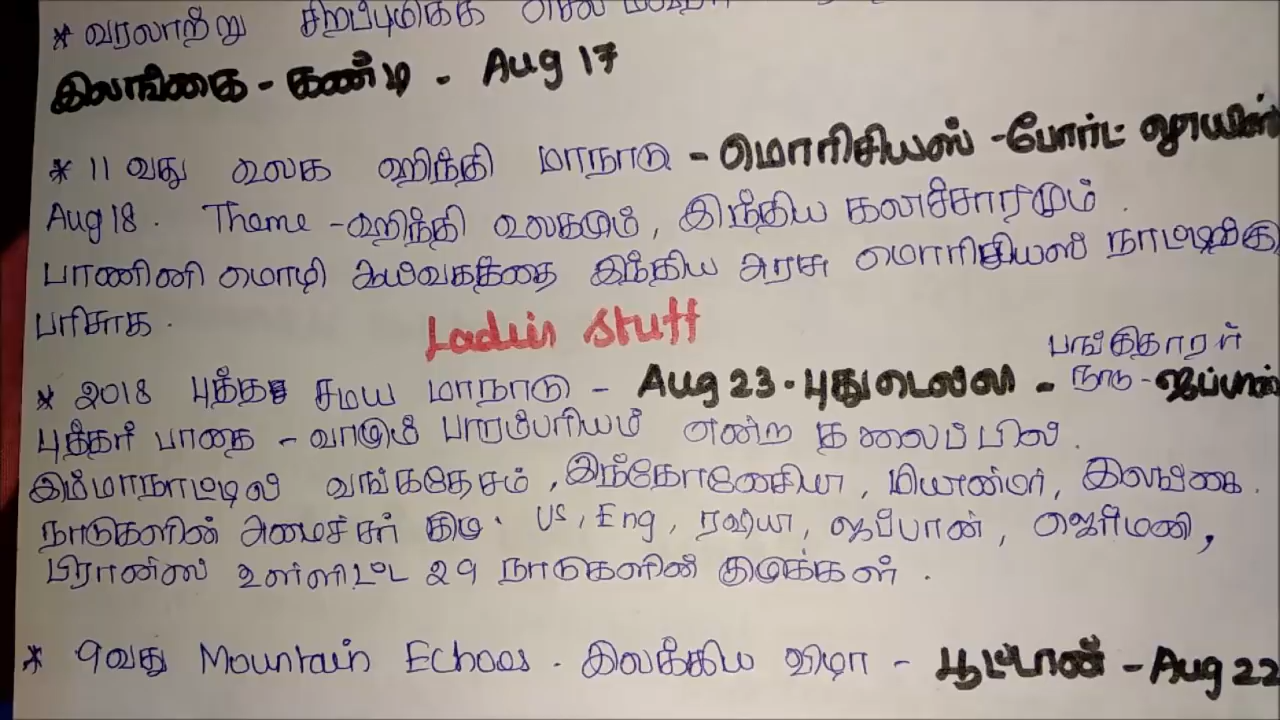 * வரலாற்று சிறப்புமிக்க
இலங்கை - கண்டி - Aug 17
* 11 வது உலக ஹிந்தி மாநாடு - மொரிசியஸ் - போர்ட் லூயிஸ்
Aug 18. Theme - ஹிந்தி உலகமும், இந்திய கலாச்சாரமும்.
பாணினி மொழி ஆய்வகத்தை இந்திய அரசு மொரிசியஸ் நாட்டிற்கு
பரிசாக.
Ladies Stuff
பங்குதாரர்
* 2018 புத்த சமய மாநாடு - Aug 23 - புதுடெல்லி - நாடு - ஜப்பான்
புத்தர் பாதை - வாழும் பாரம்பரியம் என்ற தலைப்பில்.
இம்மாநாட்டில் வங்கதேசம், இந்தோனேசியா, மியான்மர், இலங்கை.
நாடுகளின் அமைச்சர் குழு. US, Eng, ரஷ்யா, ஜப்பான், ஜெர்மனி,
பிரான்ஸ் உள்ளிட்ட 29 நாடுகளின் குழுக்கள்.
* 9வது Mountain Echoes. இலக்கிய விழா - பூட்டான் - Aug 22